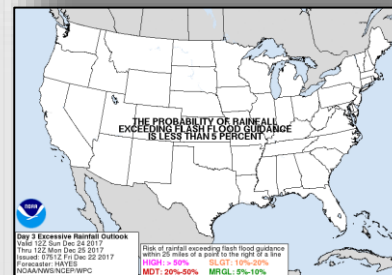 THE PROBABILITY OF RAINFALL
EXCEEDING FLASH FLOOD GUIDANCE
IS LESS THAN 5 PERCENT
noaa
Day 3 Excessive Rainfall Outlook
Valid 12Z Sun Dec 24 2017
Thru 12Z Mon Dec 25 2017
Issued: 0751Z Fri Dec 22 2017
Forecaster: HAYES
NOAA/NWS/NCEP/WPC
Risk of rainfall exceeding flash flood guidance
within 25 miles of a point to the right of a line
HIGH: > 50% SLGT: 10%-20%
MDT: 20%-50% MRGL: 5%-10%